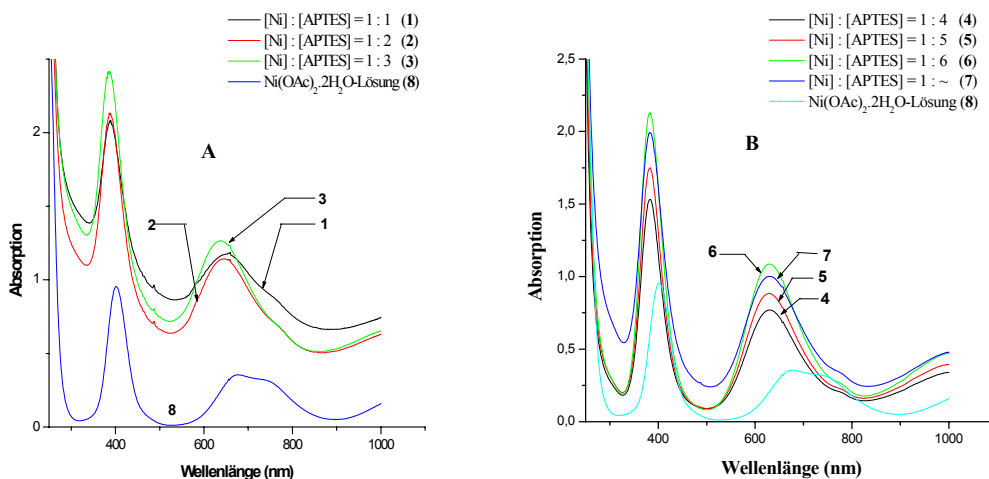 [Ni] : [APTES] = 1 : 1 (1)
[Ni] : [APTES] = 1 : 2 (2)
[Ni] : [APTES] = 1 : 3 (3)
Ni(OAc)2.2H2O-Lösung (8)
A
3
2
1
8
Absorption
2
1
0
400
600
800
1000
Wellenlänge (nm)
[Ni] : [APTES] = 1 : 4 (4)
[Ni] : [APTES] = 1 : 5 (5)
[Ni] : [APTES] = 1 : 6 (6)
[Ni] : [APTES] = 1 : ~ (7)
Ni(OAc)2.2H2O-Lösung (8)
B
6
7
5
4
Absorption
2,5
2,0
1,5
1,0
0,5
0,0
400
600
800
1000
Wellenlänge (nm)